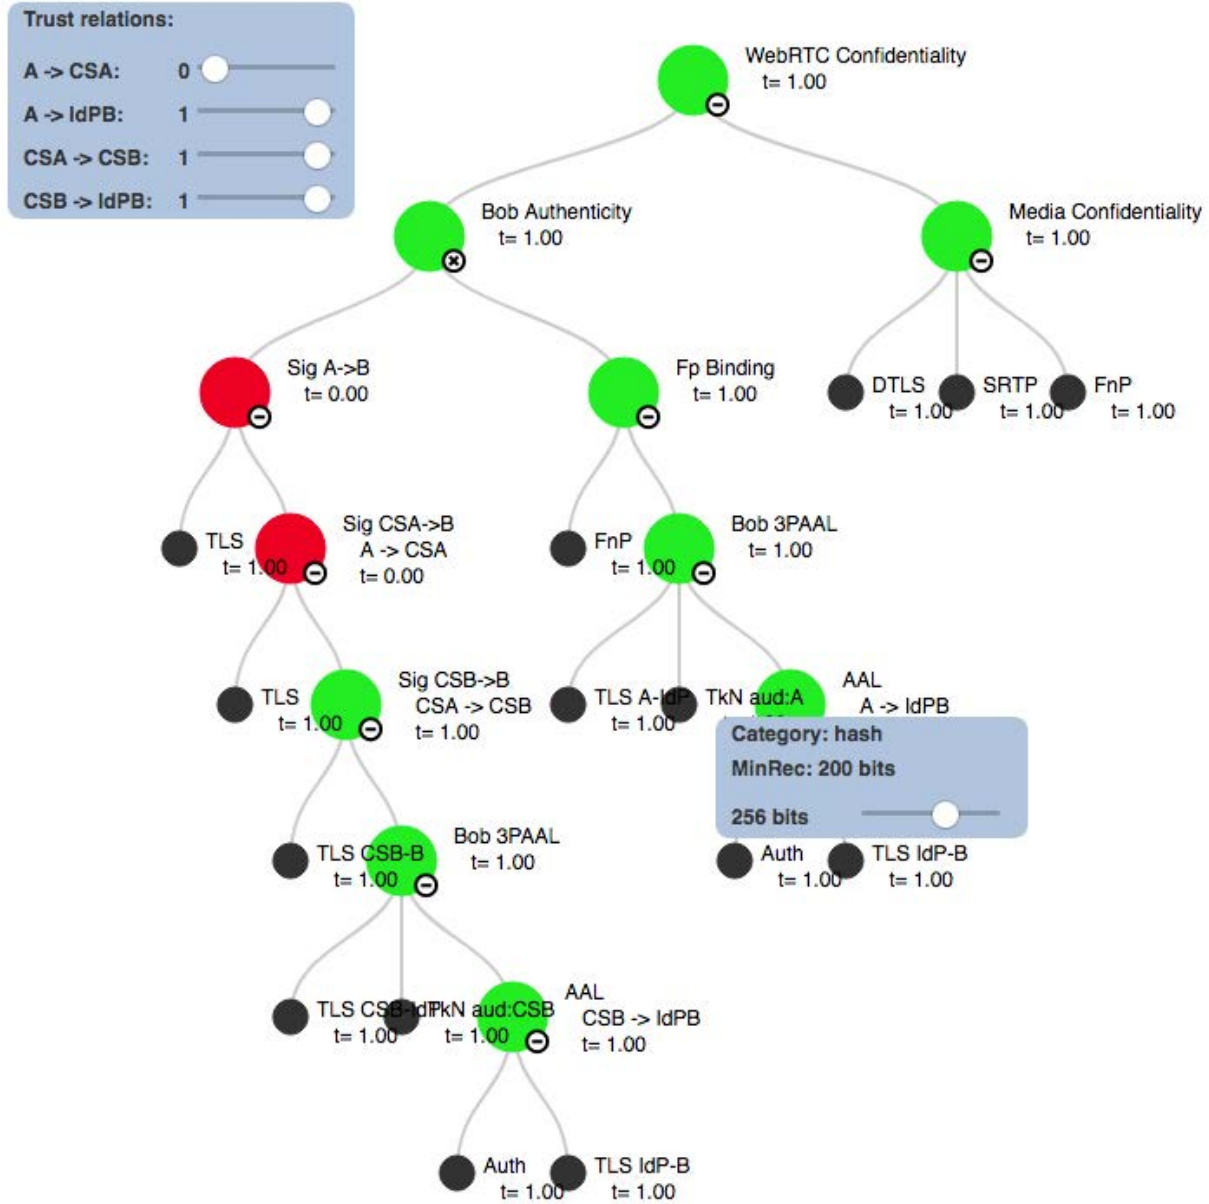 Trust relations:
A -> CSA: 0
A -> IdPB: 1
CSA -> CSB: 1
CSB -> IdPB: 1
WebRTC Confidentiality
t= 1.00
Bob Authenticity
t= 1.00
Media Confidentiality
t= 1.00
Sig A->B
t= 0.00
Fp Binding
t= 1.00
DTLS
t= 1.00
SRTP
t= 1.00
FnP
t= 1.00
TLS
t= 1.00
Sig CSA->B
A -> CSA
t= 0.00
FnP
t= 1.00
Bob 3PAAL
t= 1.00
TLS
t= 1.00
Sig CSB->B
CSA -> CSB
t= 1.00
TLS A-IdP
t= 1.00
TkN aud:A
AAL
A -> IdPB
Category: hash
MinRec: 200 bits
256 bits
TLS CSB-B
t= 1.00
Bob 3PAAL
t= 1.00
Auth
t= 1.00
TLS IdP-B
t= 1.00
TLS CSB-IdP
t= 1.00
TkN aud:CSB
t= 1.00
AAL
CSB -> IdPB
t= 1.00
Auth
t= 1.00
TLS IdP-B
t= 1.00